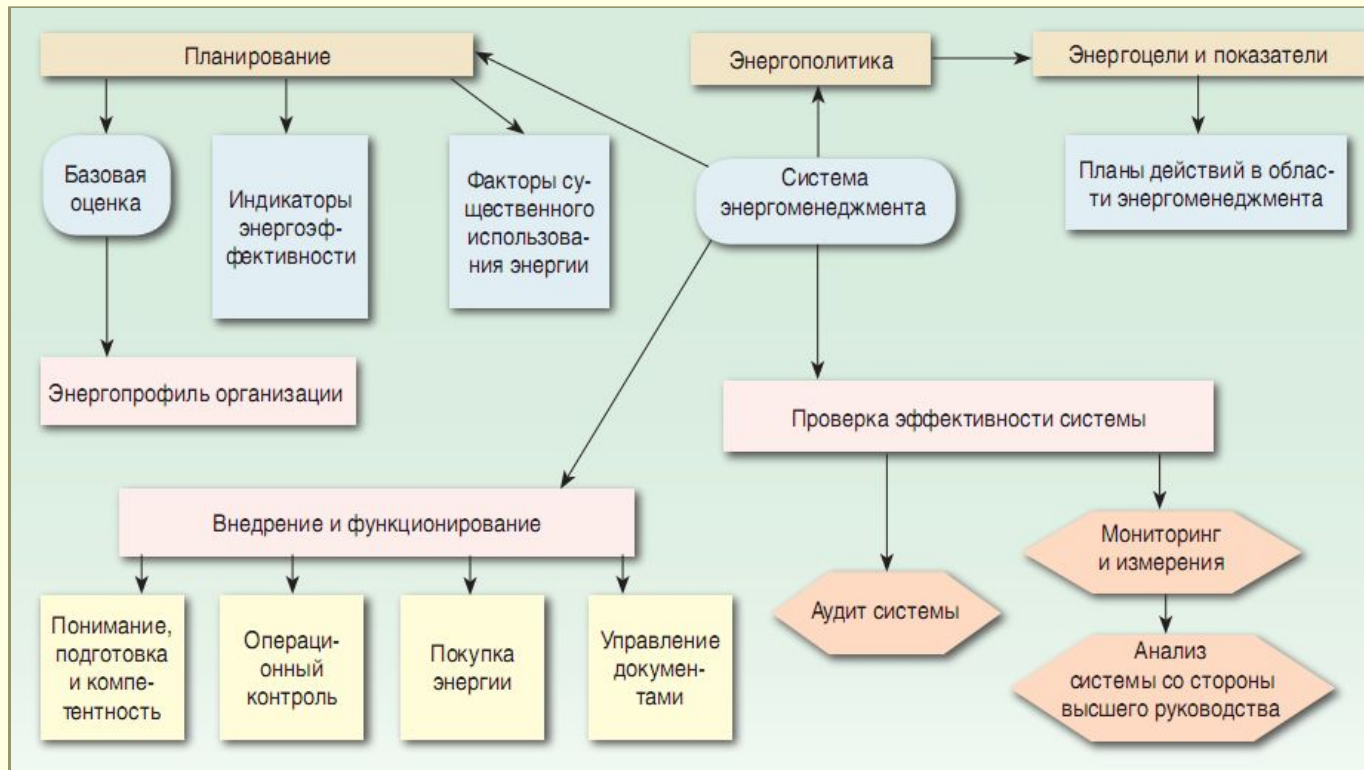 Планирование
Энергополитика
Энергоцели и показатели
Базовая
оценка
Индикаторы
энергоэф-
фективности
Факторы су-
щественного
использова-
ния энергии
Система
энергоменеджмента
Планы действий в облас-
ти энергоменеджмента
Энергопрофиль организации
Проверка эффективности системы
Внедрение и функционирование
Мониторинг
и измерения
Аудит системы
Анализ
системы со стороны
высшего руководства
Понимание,
подготовка
и компе-
тентность
Операци-
онный
контроль
Покупка
энергии
Управление
докумен-
тами